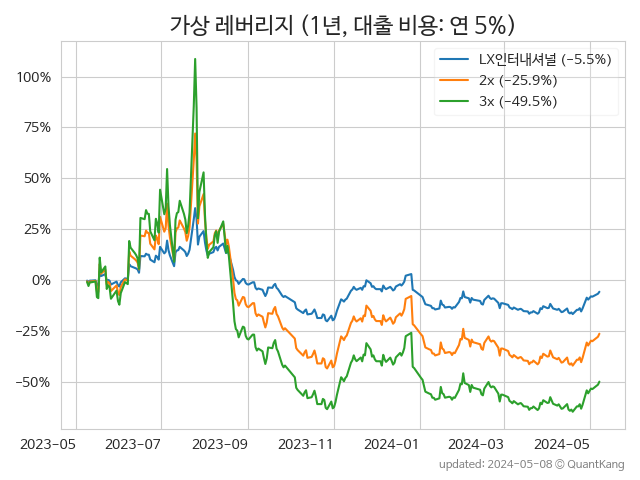 가상 레버리지 (1년, 대출 비용: 연 5%)
LX인터내셔널 (−5.5%)
2x (−25.9%)
3x (−49.5%)
100%
75%
50%
25%
0%
−25%
−50%
2023-05 2023-07 2023-09 2023-11 2024-01 2024-03 2024-05
updated: 2024-05-08 © QuantKang